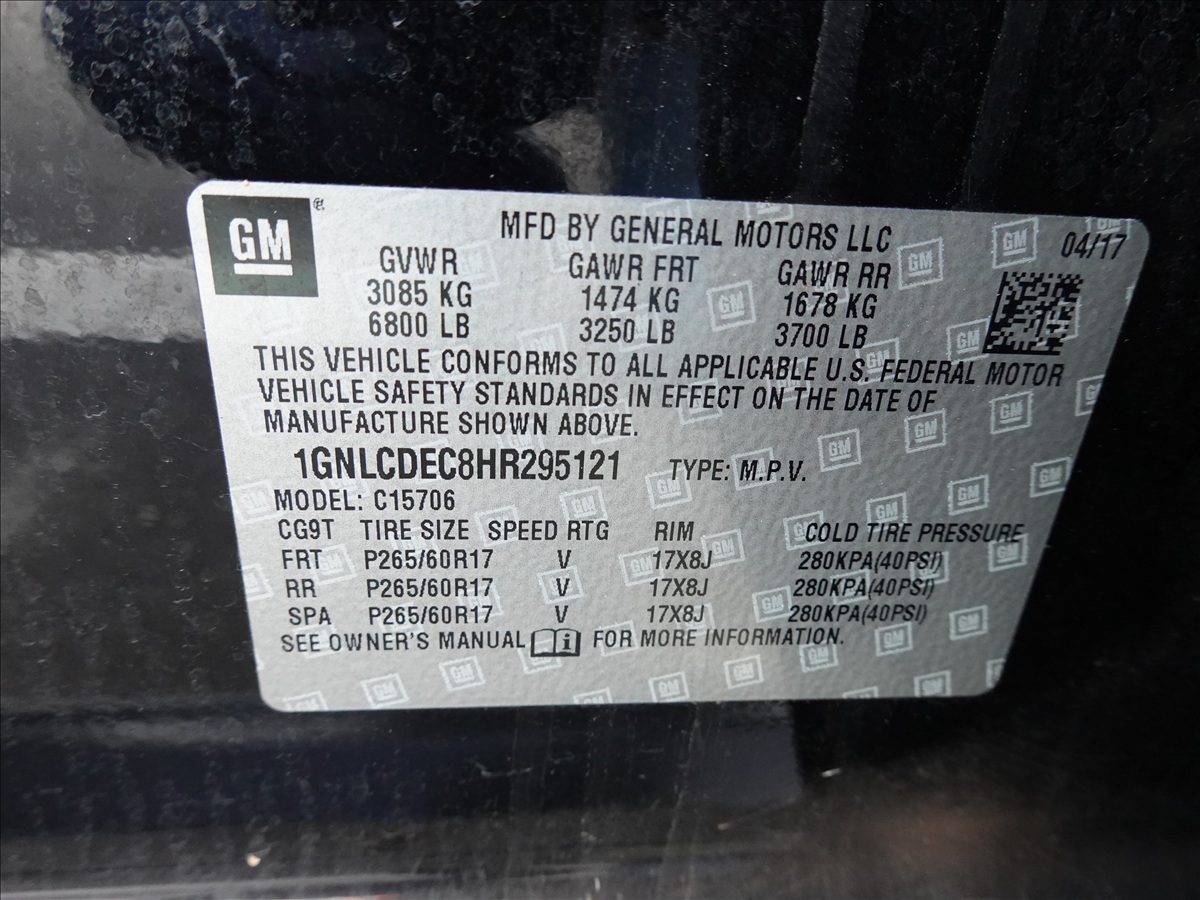 GM
MFD BY GENERAL MOTORS LLC 04/17
GVWR GAWR FRT GAWR RR
3085 KG 1474 KG 1678 KG
6800 LB 3250 LB 3700 LB
THIS VEHICLE CONFORMS TO ALL APPLICABLE U.S. FEDERAL MOTOR
VEHICLE SAFETY STANDARDS IN EFFECT ON THE DATE OF
MANUFACTURE SHOWN ABOVE.
1GNLCDEC8HR295121 TYPE: M.P.V.
MODEL: C15706
CG9T TIRE SIZE SPEED RTG RIM COLD TIRE PRESSURE
FRT P265/60R17 V 17X8J 280KPA(40PSI)
RR P265/60R17 V 17X8J 280KPA(40PSI)
SPA P265/60R17 V 17X8J 280KPA(40PSI)
SEE OWNER'S MANUAL i FOR MORE INFORMATION.